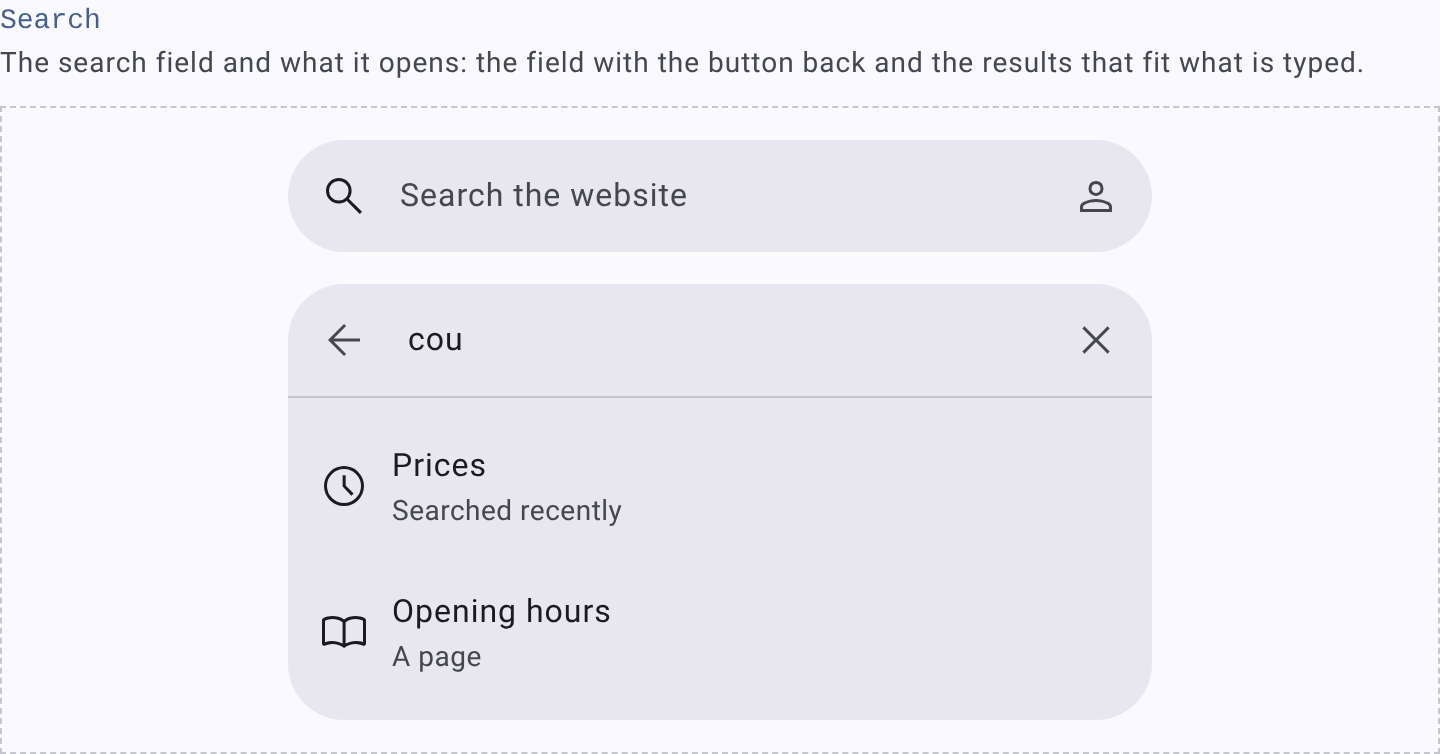 Search
The search field and what it opens: the field with the button back and the results that fit what is typed.
Search the website
cou
Prices
Searched recently
Opening hours
A page